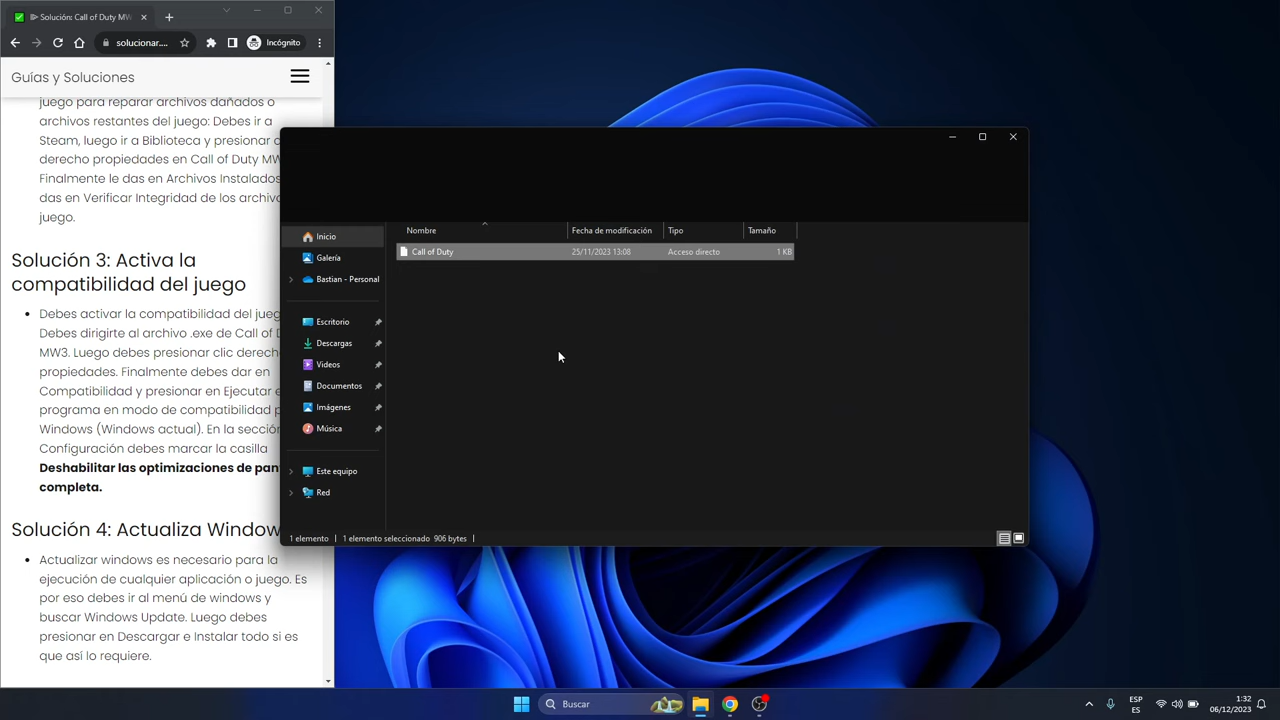 Solución: Call of Duty MW
solucionar....
Incógnito
Guías y Soluciones
juego para reparar archivos dañados o
archivos restantes del juego: Debes ir a
Steam, luego ir a Biblioteca y presionar
derecho propiedades en Call of Duty MW
Finalmente le das en Archivos Instalados
das en Verificar Integridad de los archivo
juego.
Solución 3: Activa la
compatibilidad del juego
Debes activar la compatibilidad del jueg
Debes dirigirte al archivo .exe de Call of D
MW3. Luego debes presionar clic derech
propiedades. Finalmente debes dar en
Compatibilidad y presionar en Ejecutar e
programa en modo de compatibilidad p
Windows (Windows actual). En la sección
Configuración debes marcar la casilla
Deshabilitar las optimizaciones de pan
completa.
Solución 4: Actualiza Window
Actualizar windows es necesario para la
ejecución de cualquier aplicación o juego. Es
por eso debes ir al menú de windows y
buscar Windows Update. Luego debes
presionar en Descargar e Instalar todo si es
que así lo requiere.
Nombre Fecha de modificación Tipo Tamaño
Call of Duty 25/11/2023 13:08 Acceso directo 1 KB
Inicio
Galería
Bastian - Personal
Escritorio
Descargas
Videos
Documentos
Imágenes
Música
Este equipo
Red
1 elemento 1 elemento seleccionado 906 bytes
Buscar
ESP
ES
1:32
06/12/2023